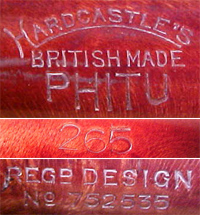 HARDCASTLE'S
BRITISH MADE
PHITU
265
REGD DESIGN
No 752535